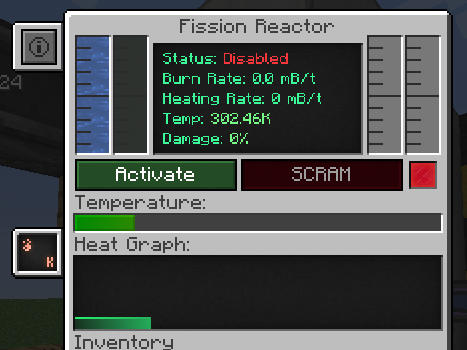 Fission Reactor
24
Status: Disabled
Burn Rate: 0.0 mB/t
Heating Rate: 0 mB/t
Temp: 302.46K
Damage: 0%
Activate
SCRAM
Temperature:
K
Heat Graph:
Inventory